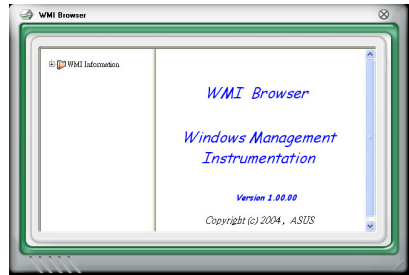 WMI Browser
WMI Information
WMI Browser
Windows Management
Instrumentation
Version 1.00.00
Copyright (c) 2004, ASUS